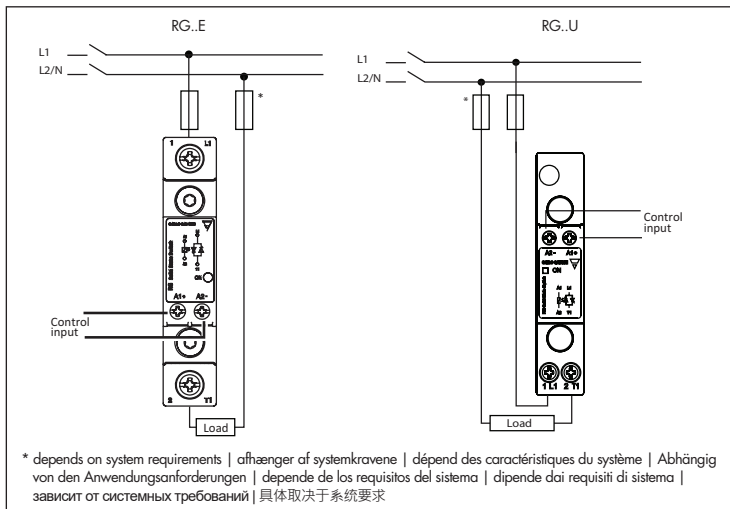 RG..E
RG..U
L1
L2/N
*
1 L1
ON
A1+ A2-
Control
input
2 T1
Load
L1
L2/N
*
Control
input
A2- A1+
ON
1 L1 2 T1
Load
* depends on system requirements | afhænger af systemkravene | dépend des caractéristiques du système | Abhängig
von den Anwendungsanforderungen | depende de los requisitos del sistema | dipende dai requisiti di sistema |
зависит от системных требований | 具体取决于系统要求